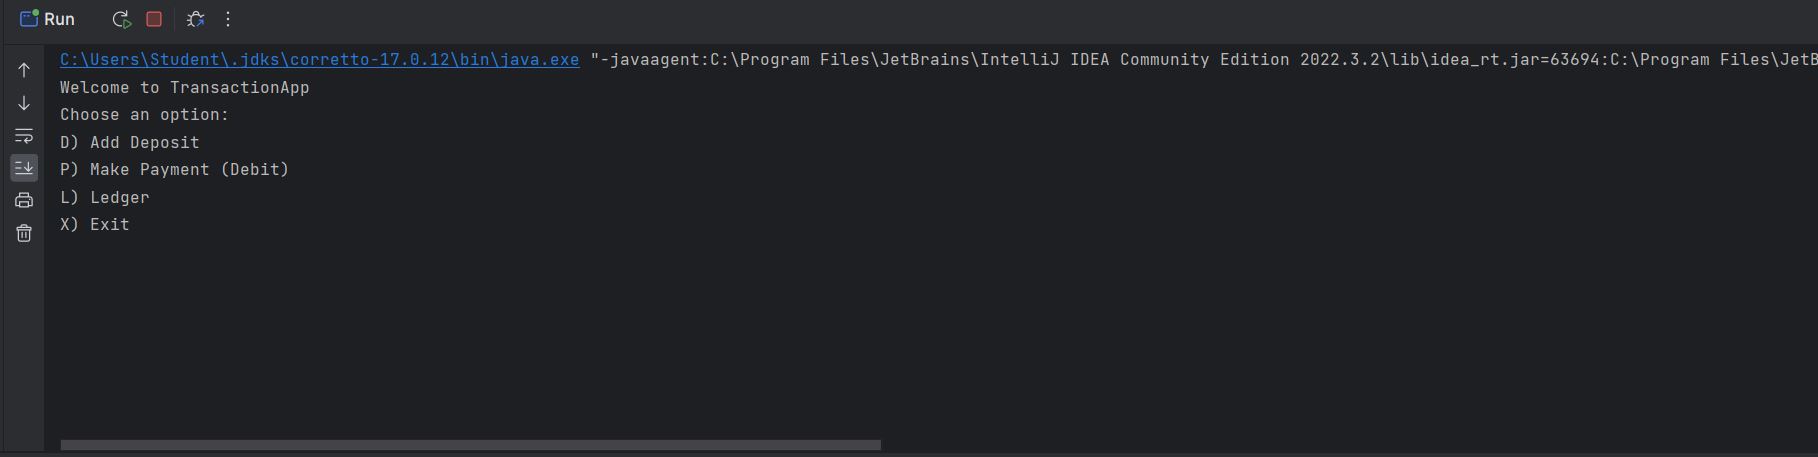 Run
C:\Users\Student\.jdks\corretto-17.0.12\bin\java.exe "-javaagent:C:\Program Files\JetBrains\IntelliJ IDEA Community Edition 2022.3.2\lib\idea_rt.jar=63694:C:\Program Files\JetB
Welcome to TransactionApp
Choose an option:
D) Add Deposit
P) Make Payment (Debit)
L) Ledger
X) Exit